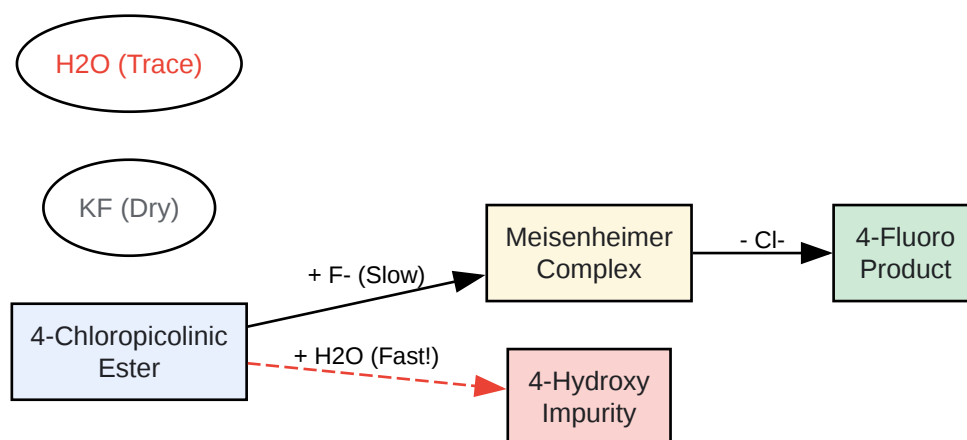 H2O (Trace)
KF (Dry)
Meisenheimer
Complex
- Cl-
4-Fluoro
Product
+ F- (Slow)
4-Chloropicolinic
Ester
+ H2O (Fast!)
4-Hydroxy
Impurity